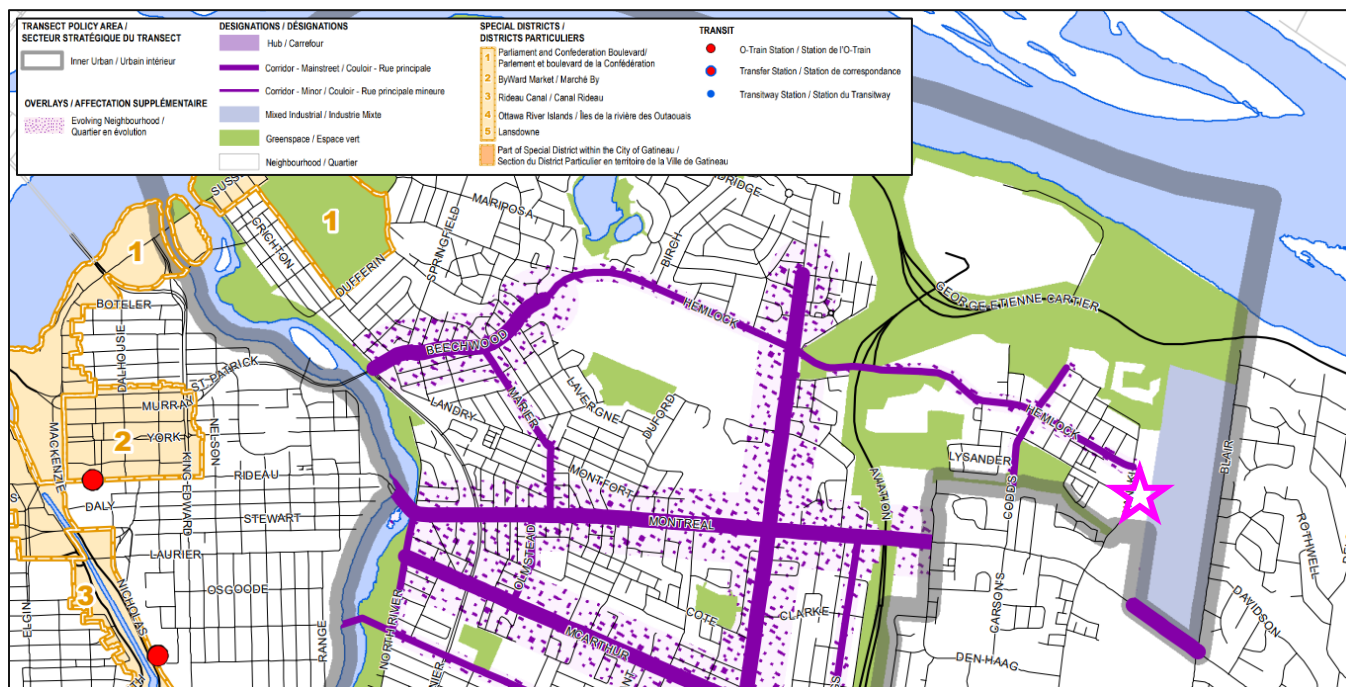 TRANSECT POLICY AREA /
SECTEUR STRATÉGIQUE DU TRANSECT
Inner Urban / Urbain intérieur
OVERLAYS / AFFECTATION SUPPLÉMENTAIRE
Evolving Neighbourhood /
Quartier en évolution
DESIGNATIONS / DÉSIGNATIONS
Hub / Carrefour
Corridor - Mainstreet / Couloir - Rue principale
Corridor - Minor / Couloir - Rue principale mineure
Mixed Industrial / Industrie Mixte
Greenspace / Espace vert
Neighbourhood / Quartier
SPECIAL DISTRICTS /
DISTRICTS PARTICULIERS
1 Parliament and Confederation Boulevard/
Parlement et boulevard de la Confédération
2 ByWard Market / Marché By
3 Rideau Canal / Canal Rideau
4 Ottawa River Islands / Îles de la rivière des Outaouais
5 Lansdowne
Part of Special District within the City of Gatineau /
Section du District Particulier en territoire de la Ville de Gatineau
TRANSIT
O-Train Station / Station de l'O-Train
Transfer Station / Station de correspondance
Transitway Station / Station du Transitway
SUSS
CRICHTON
1
DUFFERIN
SPRINGFIELD
MARIPOSA
BIRCH
DRIDGE
1
BOTELER
DALHOUSIE
ST-PATRICK
MURRAY
2
YORK
MACKENZIE
KING EDWARD
NELSON
RIDEAU
DALY
STEWART
LAURIER
OSGOODE
NICHOLAS
3
ELGIN
RANGE
NORTH RIVER
BEECHWOOD
HEMLOCK
LANDRY
MARIER
LAVERGNE
DUFORD
MONTFORT
MONTREAL
OLMSTEAD
MCARTHUR
COTE
CLARKE
AVIATION
GEORGE ETIENNE CARTIER
HEMLOCK
LYSANDER
CODD'S
CARSON'S
DEN HAAG
BLAIR
ROTHWELL
DAVIDSON